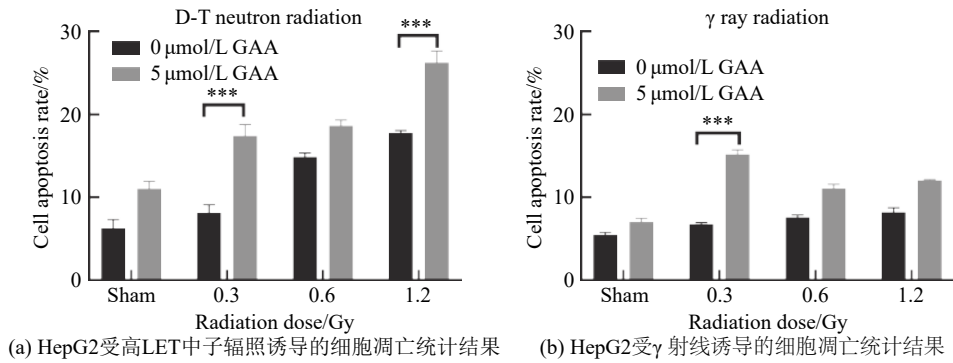 D-T neutron radiation
30
20
10
0
Cell apoptosis rate/%
0 μmol/L GAA
5 μmol/L GAA
***
***
Sham 0.3 0.6 1.2
Radiation dose/Gy
(a) HepG2受高LET中子辐照诱导的细胞凋亡统计结果
γ ray radiation
30
20
10
0
Cell apoptosis rate/%
0 μmol/L GAA
5 μmol/L GAA
***
Sham 0.3 0.6 1.2
Radiation dose/Gy
(b) HepG2受γ 射线诱导的细胞凋亡统计结果